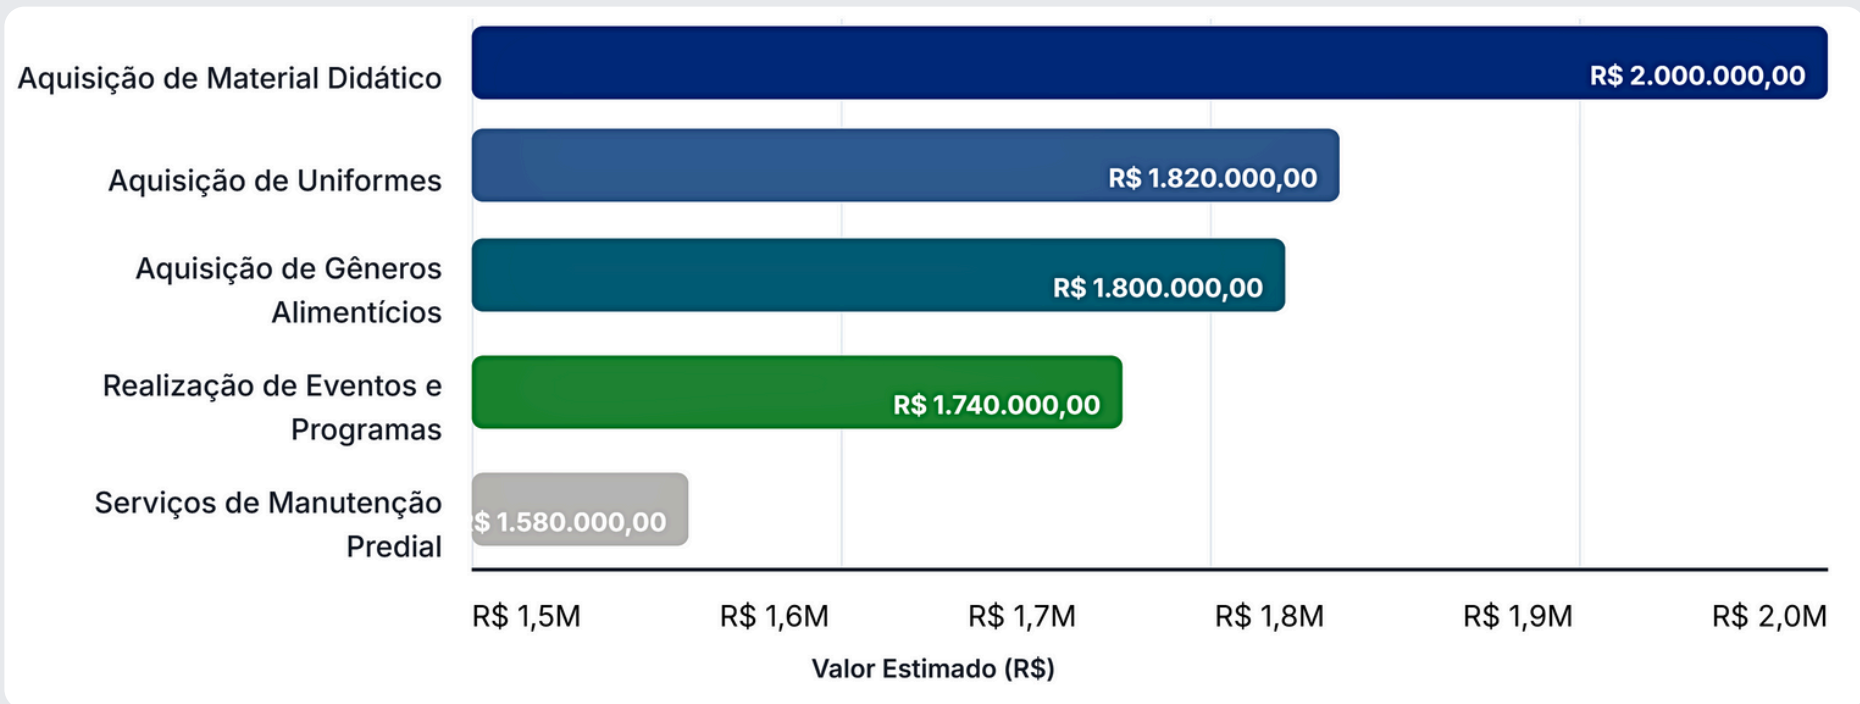 Aquisição de Material Didático
R$ 2.000.000,00
Aquisição de Uniformes
R$ 1.820.000,00
Aquisição de Gêneros
Alimentícios
R$ 1.800.000,00
Realização de Eventos e
Programas
R$ 1.740.000,00
Serviços de Manutenção
Predial
R$ 1.580.000,00
R$ 1,5M R$ 1,6M R$ 1,7M R$ 1,8M R$ 1,9M R$ 2,0M
Valor Estimado (R$)